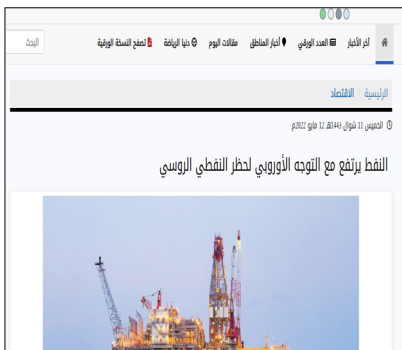 آخر الأخبار العدد الورقي أخبار المناطق مقالات اليوم دنيا الرياضة تصفح النسخة الورقية البحث
الرئيسية / الاقتصاد
الخميس 11 شوال 1443هـ 12 مايو 2022م
النفط يرتفع مع التوجه الأوروبي لحظر النفطي الروسي